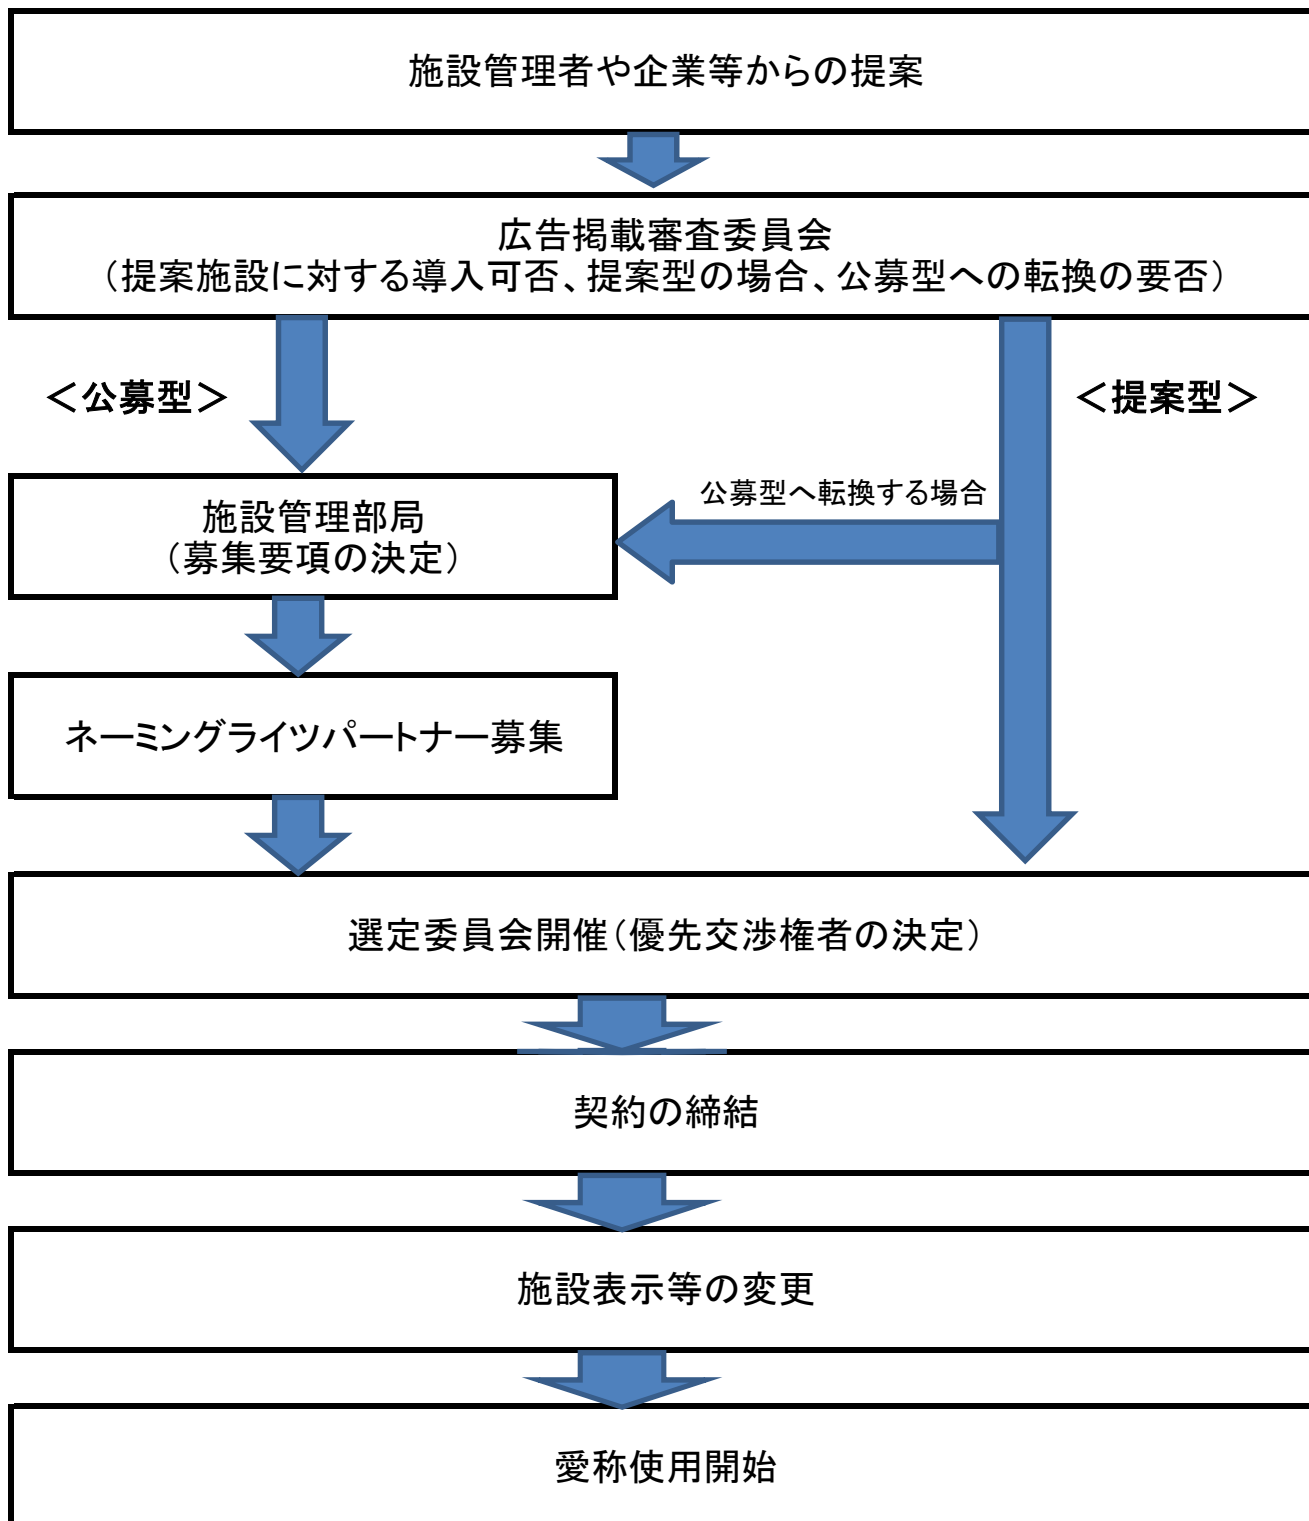 施設管理者や企業等からの提案
広告掲載審査委員会
（提案施設に対する導入可否、提案型の場合、公募型への転換の要否）
＜公募型＞
＜提案型＞
公募型へ転換する場合
施設管理部局
（募集要項の決定）
ネーミングライツパートナー募集
選定委員会開催（優先交渉権者の決定）
契約の締結
施設表示等の変更
愛称使用開始